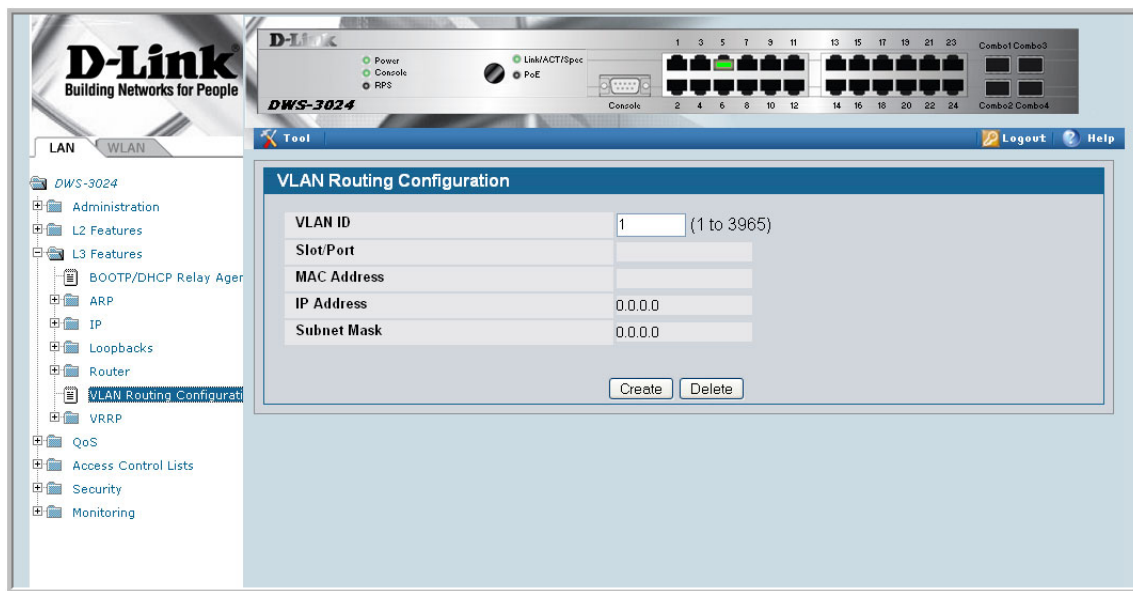 D-Link
Building Networks for People
D-Link
Power
Console
RPS
Link/ACT/Spec
PoE
DWS-3024
Console
1 3 5 7 9 11 13 15 17 19 21 23
2 4 6 8 10 12 14 16 18 20 22 24
Combo1 Combo3
Combo2 Combo4
LAN
WLAN
Tool
Logout
Help
DWS-3024
Administration
L2 Features
L3 Features
BOOTP/DHCP Relay Agen
ARP
IP
Loopbacks
Router
VLAN Routing Configurati
VRRP
QoS
Access Control Lists
Security
Monitoring
VLAN Routing Configuration
VLAN ID 1 (1 to 3965)
Slot/Port
MAC Address
IP Address 0.0.0.0
Subnet Mask 0.0.0.0
Create Delete